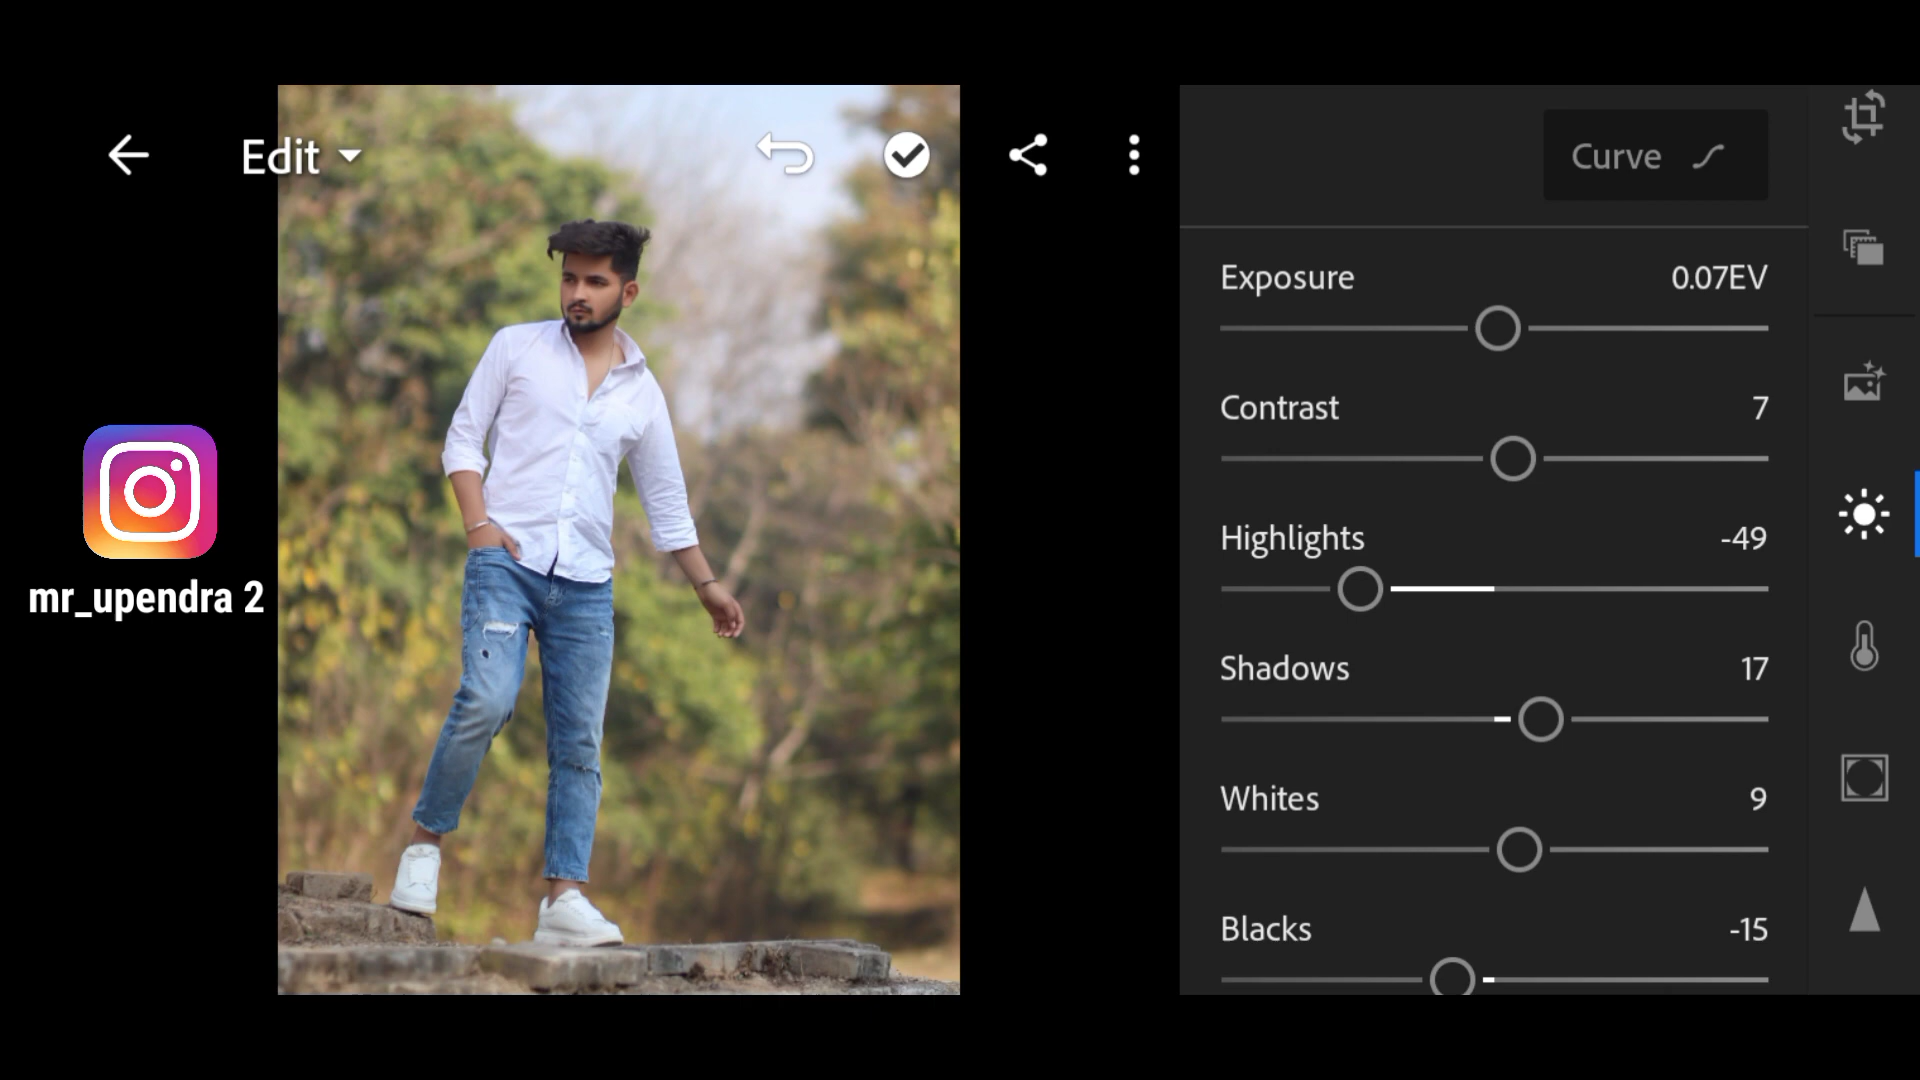 Edit
Curve
Exposure 0.07EV
Contrast 7
Highlights -49
Shadows 17
Whites 9
Blacks -15
mr_upendra 2